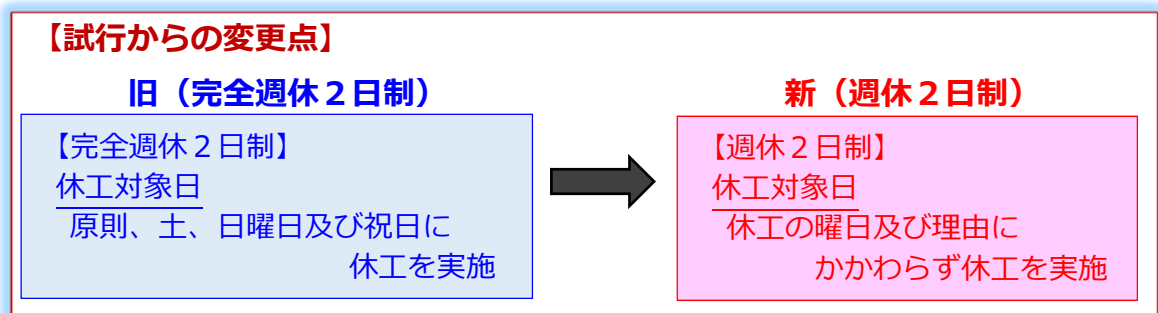 【試行からの変更点】
旧（完全週休２日制）
【完全週休２日制】
休工対象日
原則、土、日曜日及び祝日に
休工を実施
新（週休２日制）
【週休２日制】
休工対象日
休工の曜日及び理由に
かかわらず休工を実施